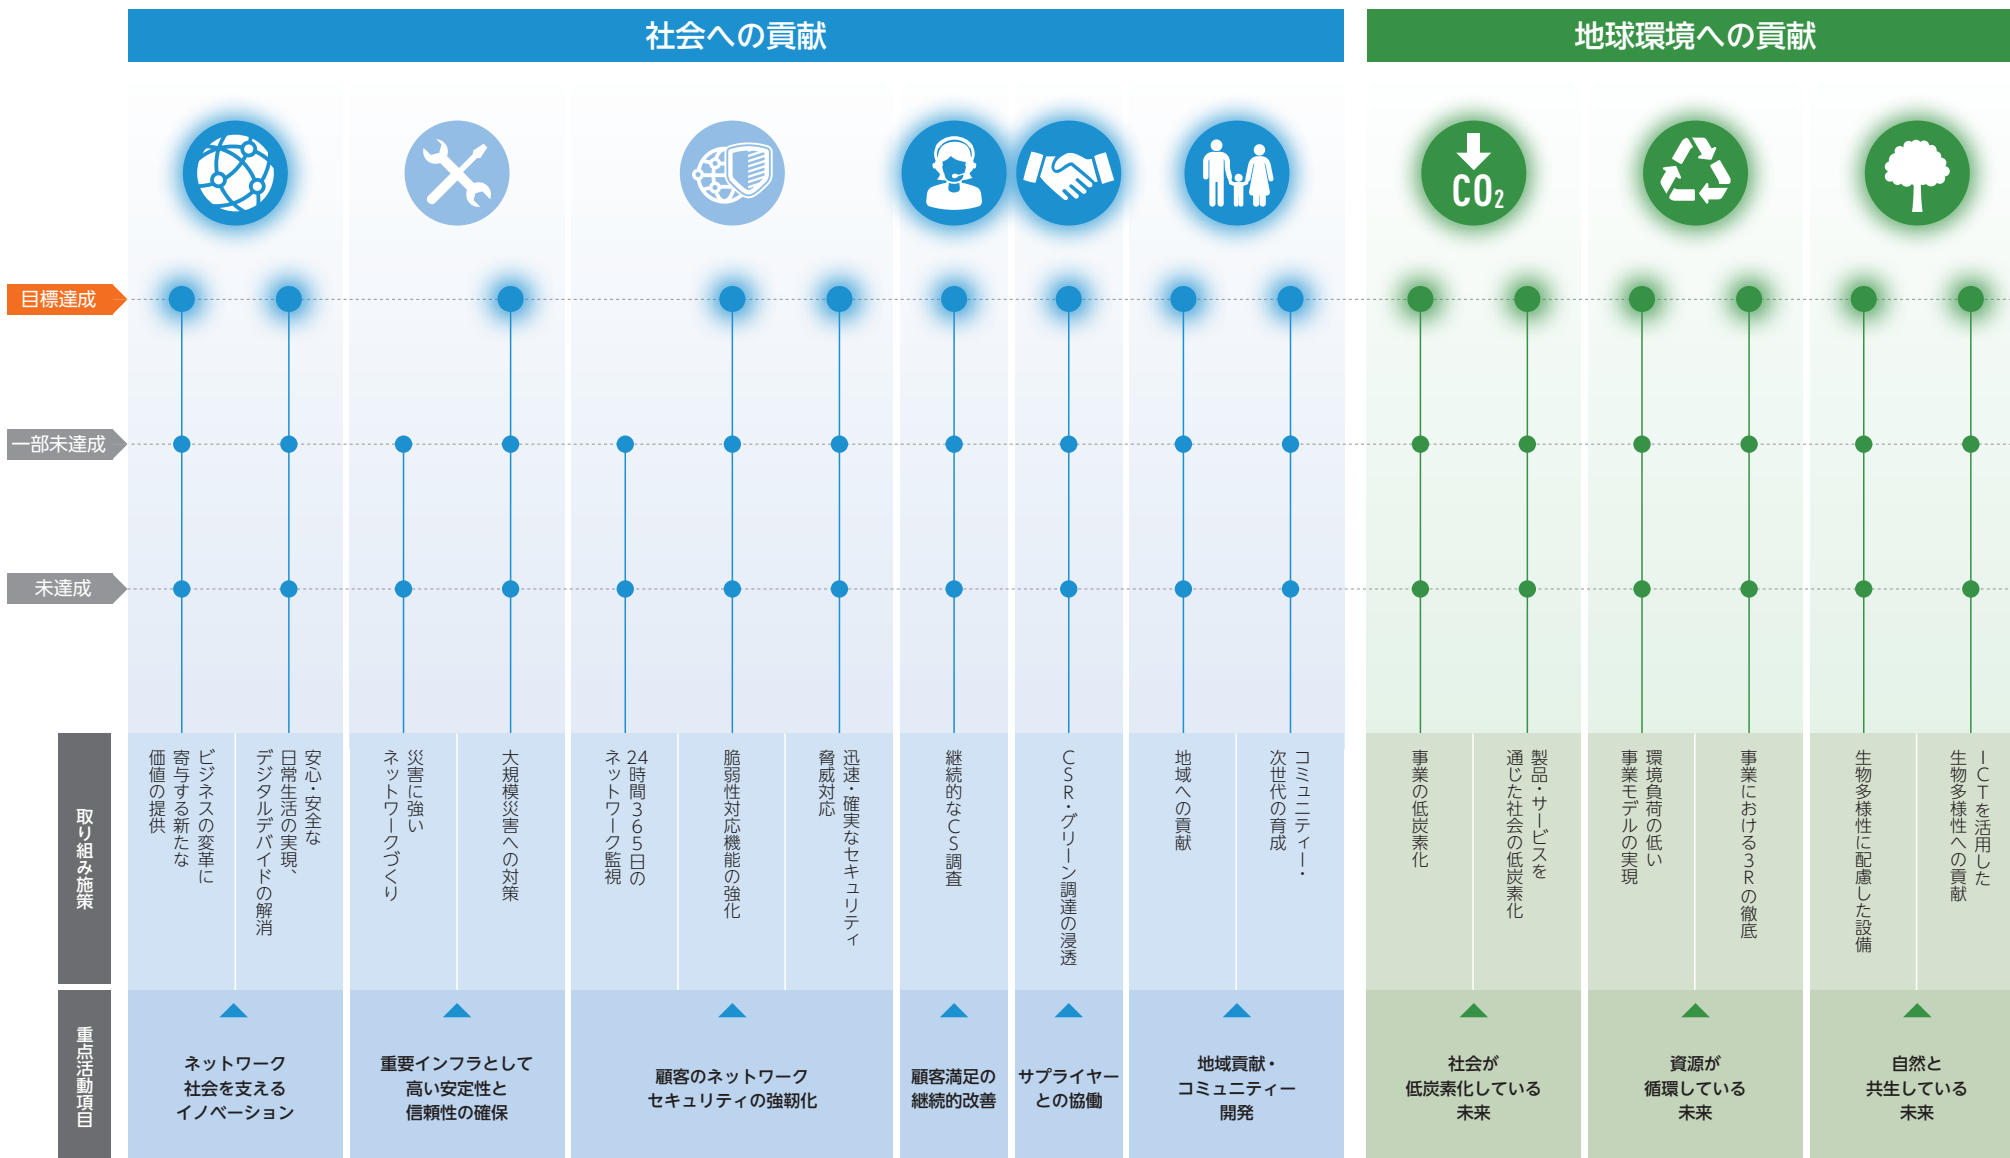 社会への貢献
地球環境への貢献
CO2
目標達成
一部未達成
未達成
取り組み施策
ビジネスの変革に
寄与する新たな
価値の提供
安心・安全な
日常生活の実現、
デジタルデバイドの解消
災害に強い
ネットワークづくり
大規模災害への対策
24時間365日の
ネットワーク監視
脆弱性対応機能の強化
迅速・確実なセキュリティ
脅威対応
継続的なCS調査
CSR・グリーン調達の浸透
地域への貢献
コミュニティー・
次世代の育成
事業の低炭素化
製品・サービスを
通じた社会の低炭素化
環境負荷の低い
事業モデルの実現
事業における3Rの徹底
生物多様性に配慮した設備
ICTを活用した
生物多様性への貢献
重点活動項目
ネットワーク
社会を支える
イノベーション
重要インフラとして
高い安定性と
信頼性の確保
顧客のネットワーク
セキュリティの強靭化
顧客満足の
継続的改善
サプライヤー
との協働
地域貢献・
コミュニティー
開発
社会が
低炭素化している
未来
資源が
循環している
未来
自然と
共生している
未来